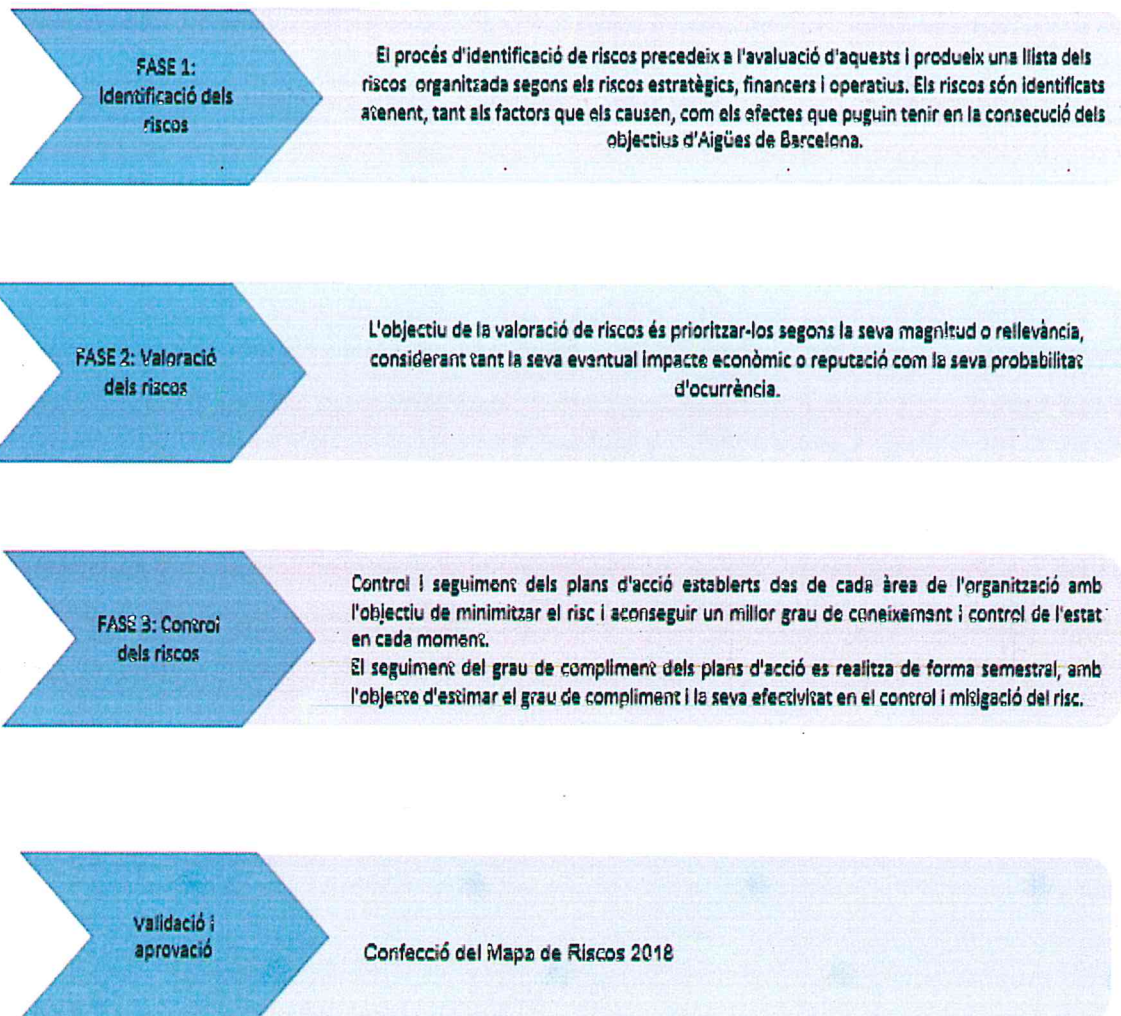 FASE 1:
Identificació dels
riscos
El procés d'identificació de riscos precedeix a l'avaluació d'aquests i produeix una llista dels
riscos organitzada segons els riscos estratègics, financers i operatius. Els riscos són identificats
atenent, tant als factors que els causen, com els efectes que puguin tenir en la consecució dels
objectius d'Aigües de Barcelona.
FASE 2: Valoració
dels riscos
L'objectiu de la valoració de riscos és prioritzar-los segons la seva magnitud o rellevància,
considerant tant la seva eventual impacte econòmic o reputació com la seva probabilitat
d'ocurrència.
FASE 3: Control
dels riscos
Control i seguiment dels plans d'acció establerts des de cada àrea de l'organització amb
l'objectiu de minimitzar el risc i aconseguir un millor grau de coneixement i control de l'estat
en cada moment.
El seguiment del grau de compliment dels plans d'acció es realitza de forma semestral, amb
l'objecte d'estimar el grau de compliment i la seva efectivitat en el control i mitigació del risc.
Validació i
aprovació
Confecció del Mapa de Riscos 2018